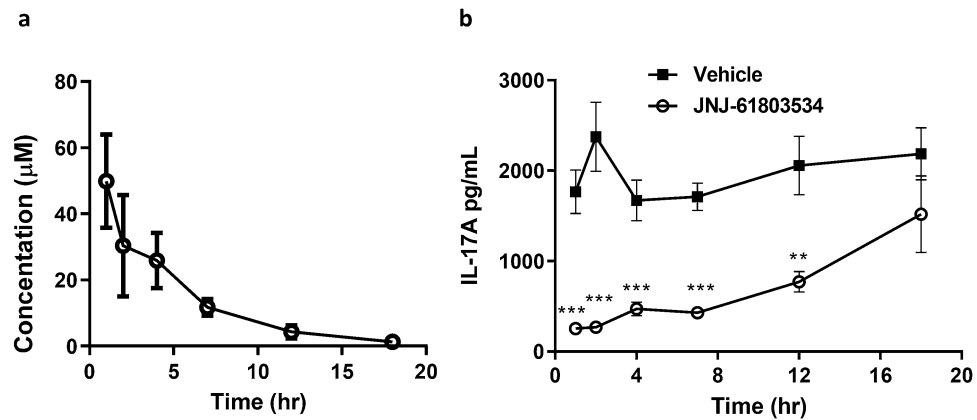 a
80
60
40
20
0
Concentation (μM)
0 5 10 15 20
Time (hr)
b
Vehicle
JNJ-61803534
3000
2000
1000
0
IL-17A pg/mL
*** *** *** *** **
0 4 8 12 16 20
Time (hr)